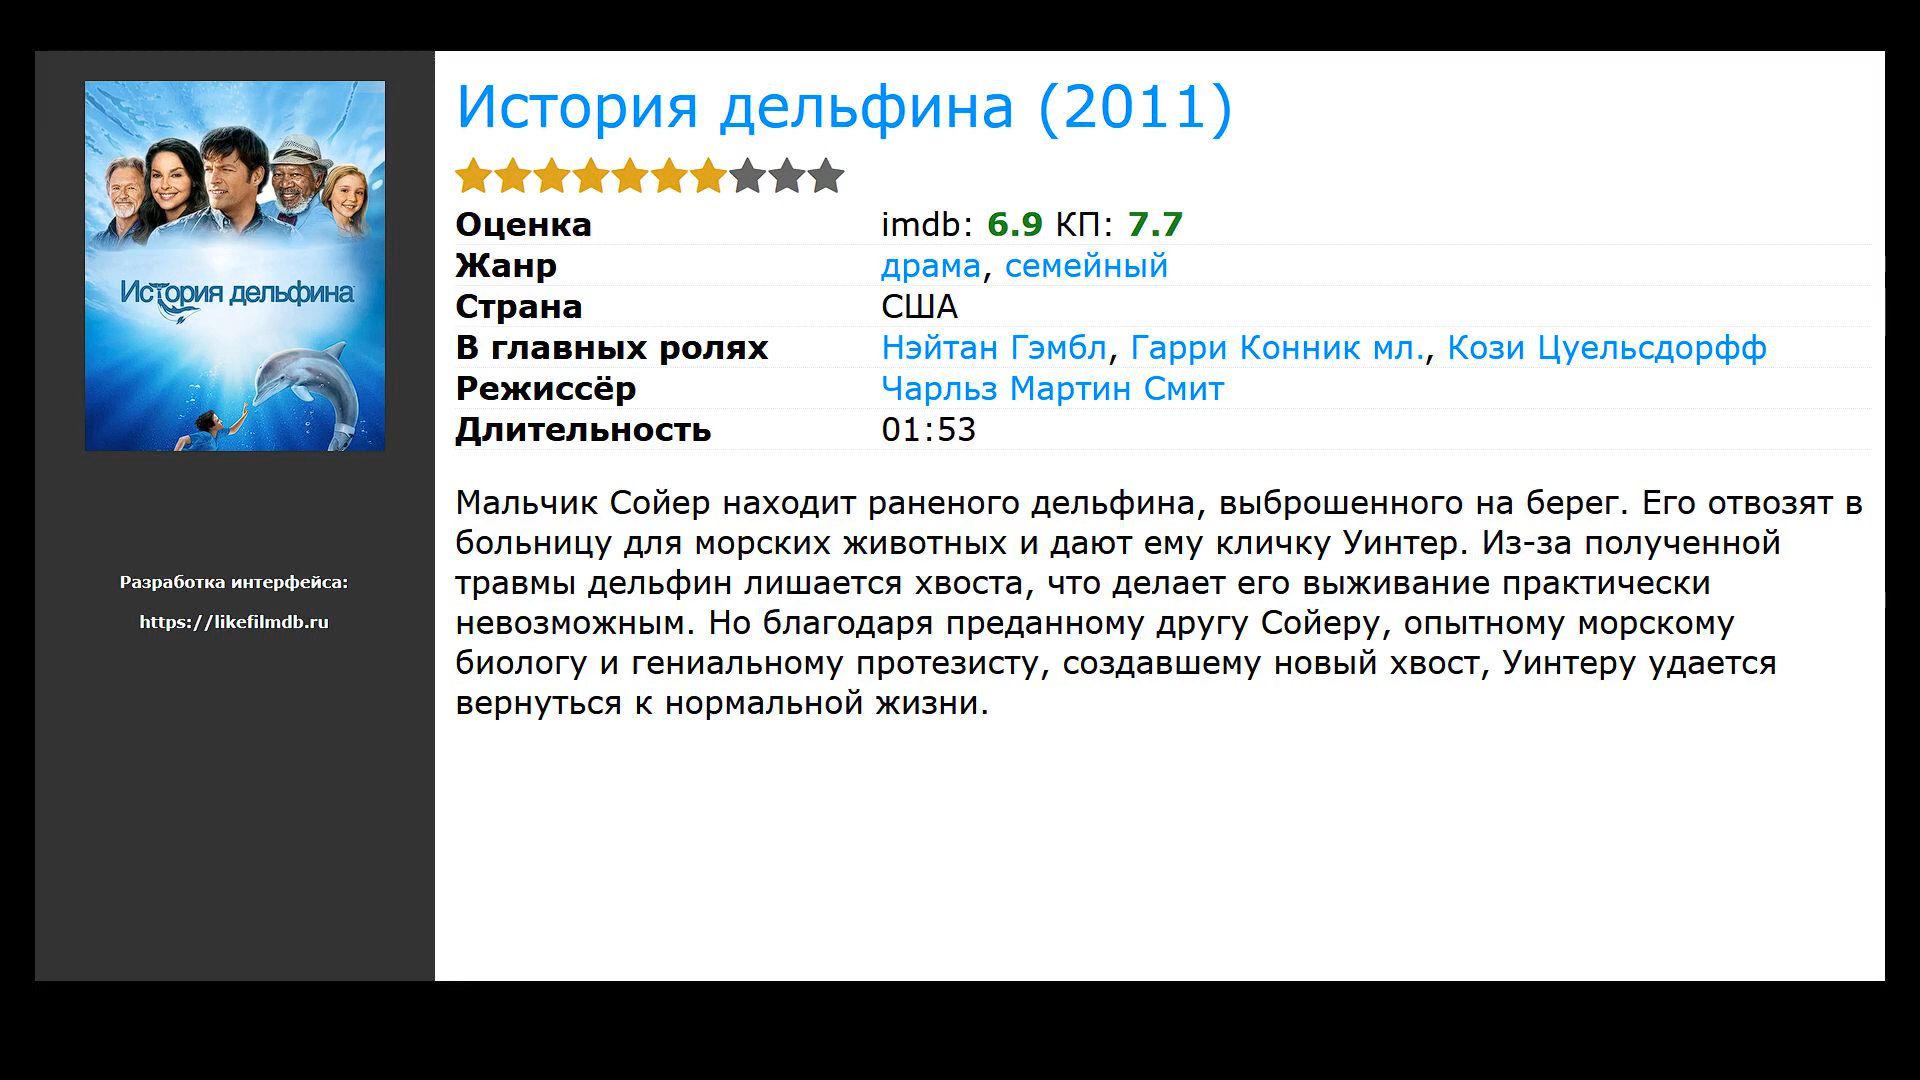 История дельфина
Разработка интерфейса:
https://likefilmdb.ru
История дельфина (2011)
Оценка imdb: 6.9 КП: 7.7
Жанр драма, семейный
Страна США
В главных ролях Нэйтан Гэмбл, Гарри Конник мл., Кози Цуельсдорфф
Режиссёр Чарльз Мартин Смит
Длительность 01:53
Мальчик Сойер находит раненого дельфина, выброшенного на берег. Его отвозят в
больницу для морских животных и дают ему кличку Уинтер. Из-за полученной
травмы дельфин лишается хвоста, что делает его выживание практически
невозможным. Но благодаря преданному другу Сойеру, опытному морскому
биологу и гениальному протезисту, создавшему новый хвост, Уинтеру удается
вернуться к нормальной жизни.